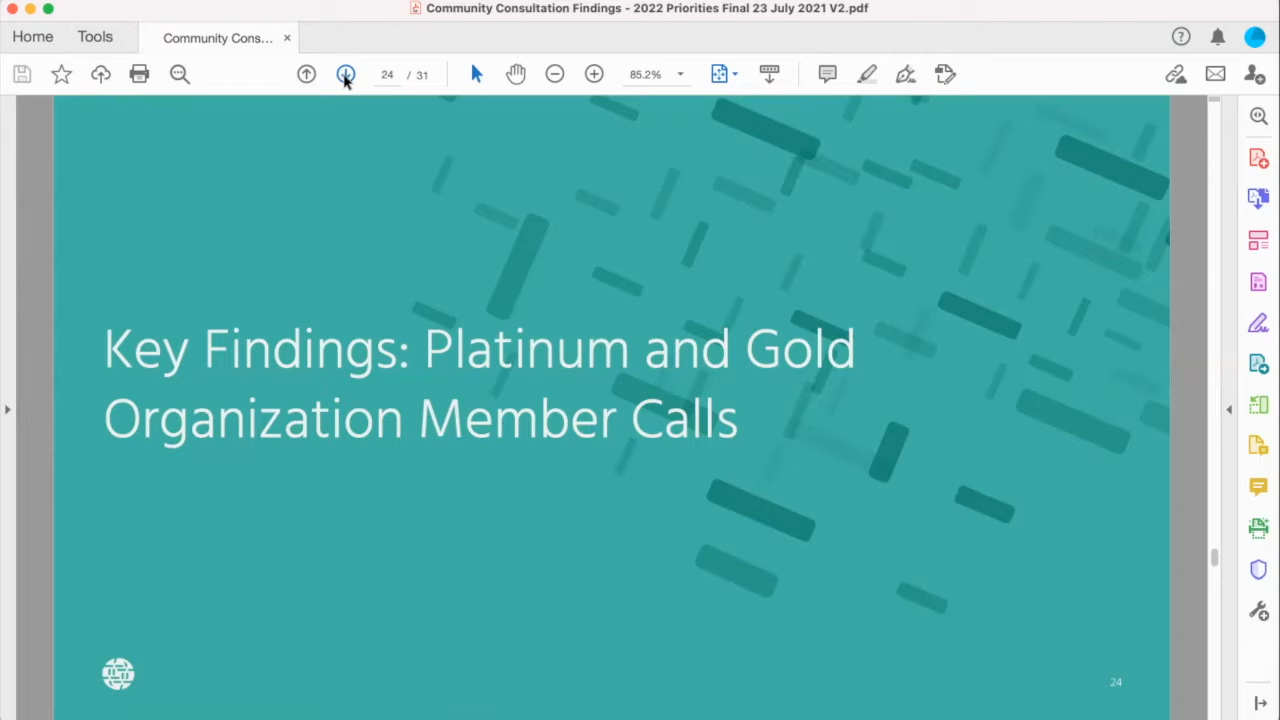 Community Consultation Findings - 2022 Priorities Final 23 July 2021 V2.pdf
Home
Tools
Community Cons...
24 / 31
85.2%
Key Findings: Platinum and Gold
Organization Member Calls
24